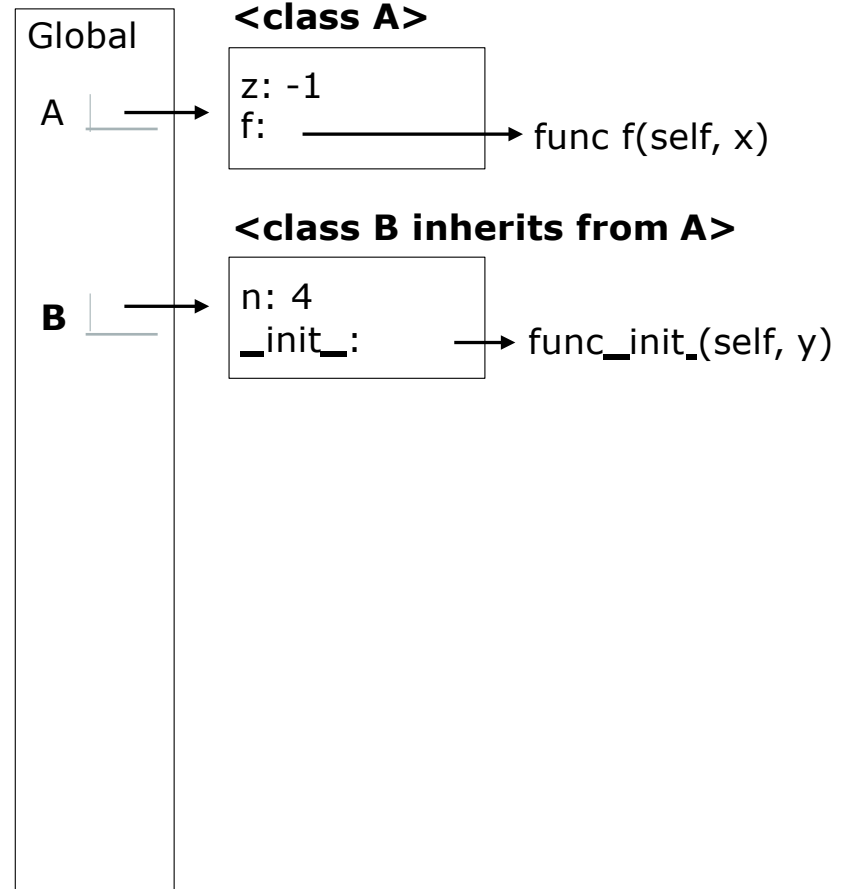 Global
<class A>
A
z: -1
f:
func f(self, x)
<class B inherits from A>
B
n: 4
_init_:
func_init_(self, y)